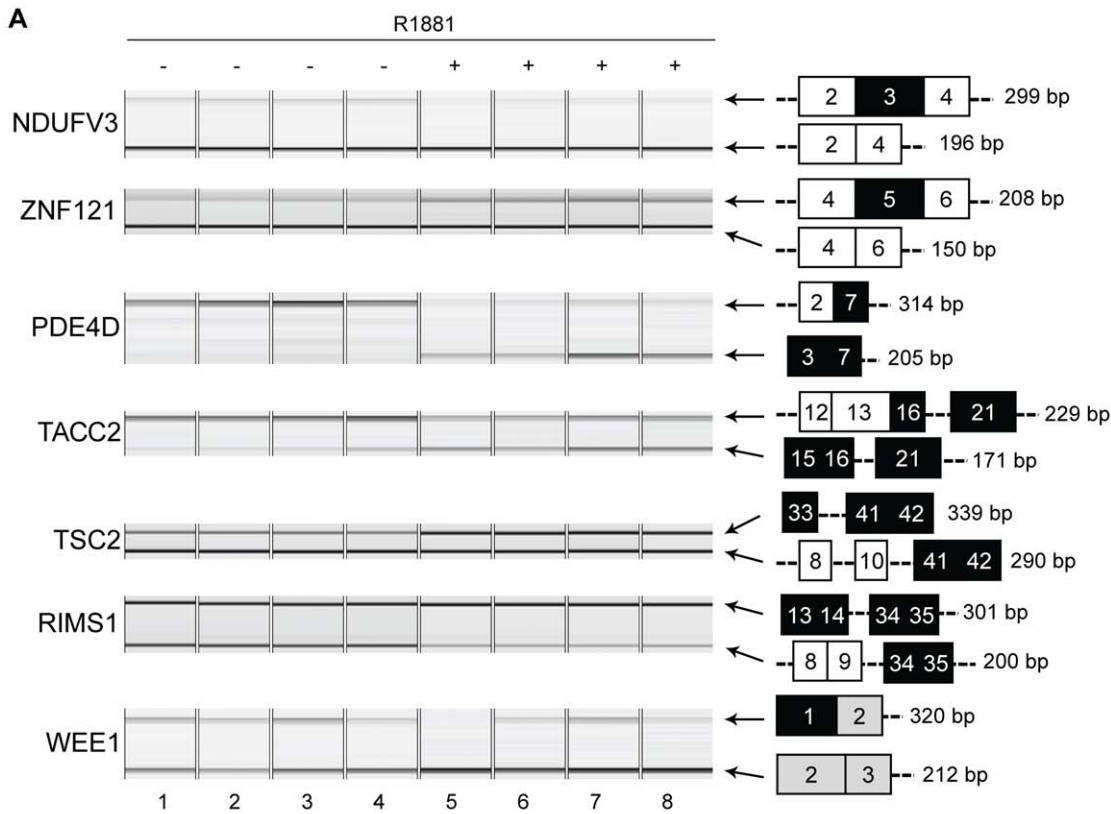 A
R1881
- - - - + + + +
NDUFV3
2 3 4 299 bp
2 4 196 bp
ZNF121
4 5 6 208 bp
4 6 150 bp
PDE4D
2 7 314 bp
3 7 205 bp
TACC2
12 13 16 21 229 bp
15 16 21 171 bp
TSC2
33 41 42 339 bp
8 10 41 42 290 bp
RIMS1
13 14 34 35 301 bp
8 9 34 35 200 bp
WEE1
1 2 320 bp
2 3 212 bp
1 2 3 4 5 6 7 8